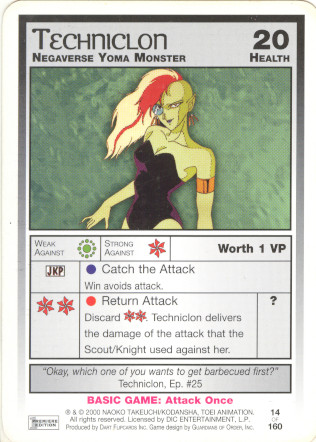 TECHNICLON
20
NEGAVERSE YOMA MONSTER
HEALTH
WEAK AGAINST
STRONG AGAINST
Worth 1 VP
JKP
Catch the Attack
Win avoids attack.
Return Attack
?
Discard . Techniclon delivers
the damage of the attack that the
Scout/Knight used against her.
"Okay, which one of you wants to get barbecued first?"
Techniclon, Ep. #25
BASIC GAME: Attack Once
PREMIERE EDITION
® & © 2000 NAOKO TAKEUCHI/KODANSHA, TOEI ANIMATION.
All rights reserved. Licensed by DIC ENTERTAINMENT, L.P.
Produced by DART FLIPCARDS INC. Game design by GUARDIANS OF ORDER, INC.
14
OF
160